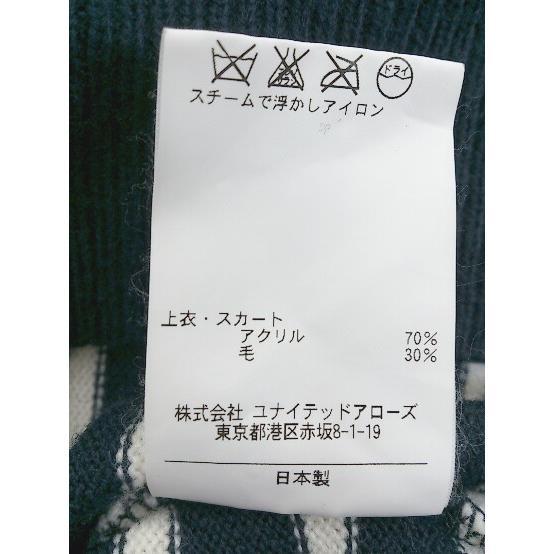 ドライ
スチームで浮かしアイロン
上衣・スカート
アクリル 70%
毛 30%
株式会社 ユナイテッドアローズ
東京都港区赤坂8-1-19
日本製